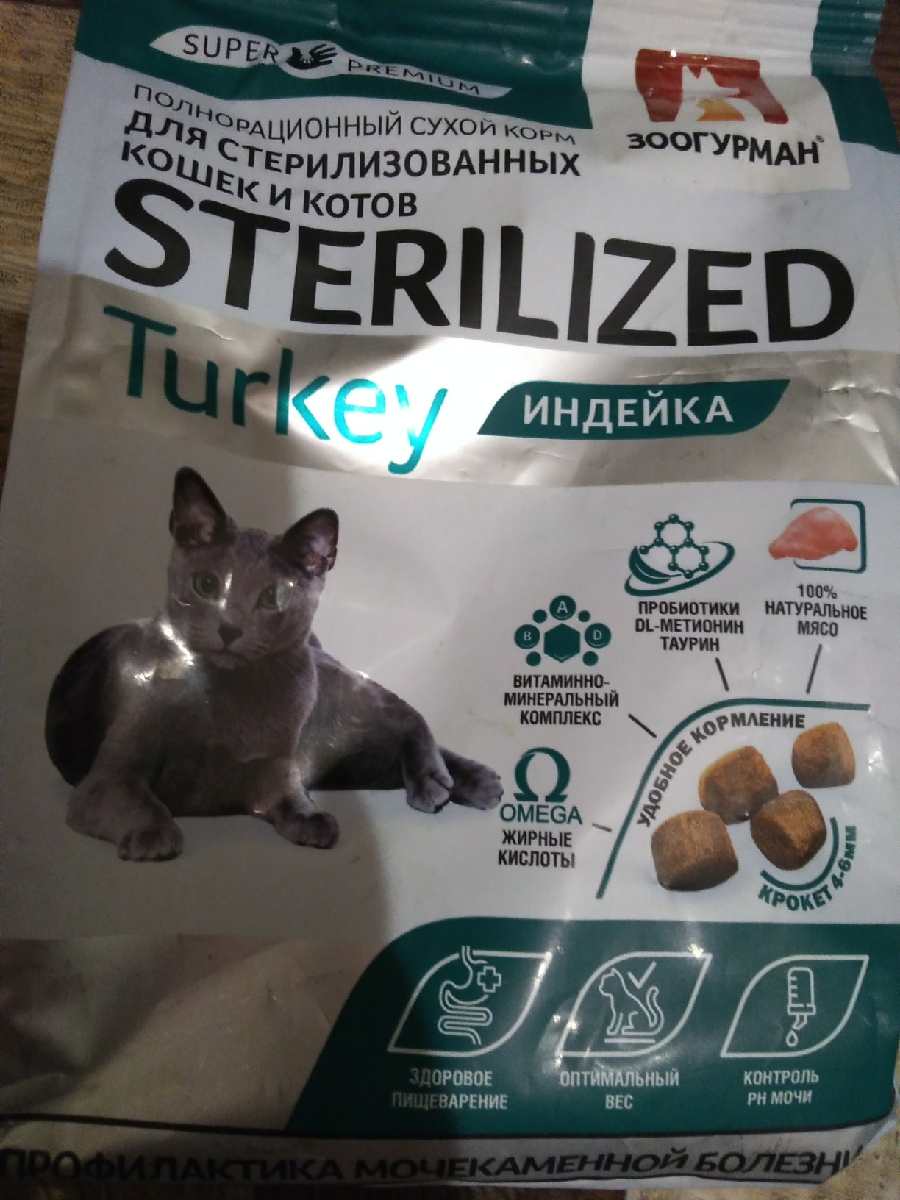 SUPER PREMIUM
ЗООГУРМАН®
ПОЛНОРАЦИОННЫЙ СУХОЙ КОРМ
ДЛЯ СТЕРИЛИЗОВАННЫХ
КОШЕК И КОТОВ
STERILIZED
Turkey
ИНДЕЙКА
100%
НАТУРАЛЬНОЕ
МЯСО
ПРОБИОТИКИ
DL-МЕТИОНИН
ТАУРИН
A
B
D
ВИТАМИННО-
МИНЕРАЛЬНЫЙ
КОМПЛЕКС
Ω
OMEGA
ЖИРНЫЕ
КИСЛОТЫ
УДОБНОЕ КОРМЛЕНИЕ
КРОКЕТ 4-6ММ
ЗДОРОВОЕ
ПИЩЕВАРЕНИЕ
ОПТИМАЛЬНЫЙ
ВЕС
КОНТРОЛЬ
PH МОЧИ
ПРОФИЛАКТИКА МОЧЕКАМЕННОЙ БОЛЕЗНИ